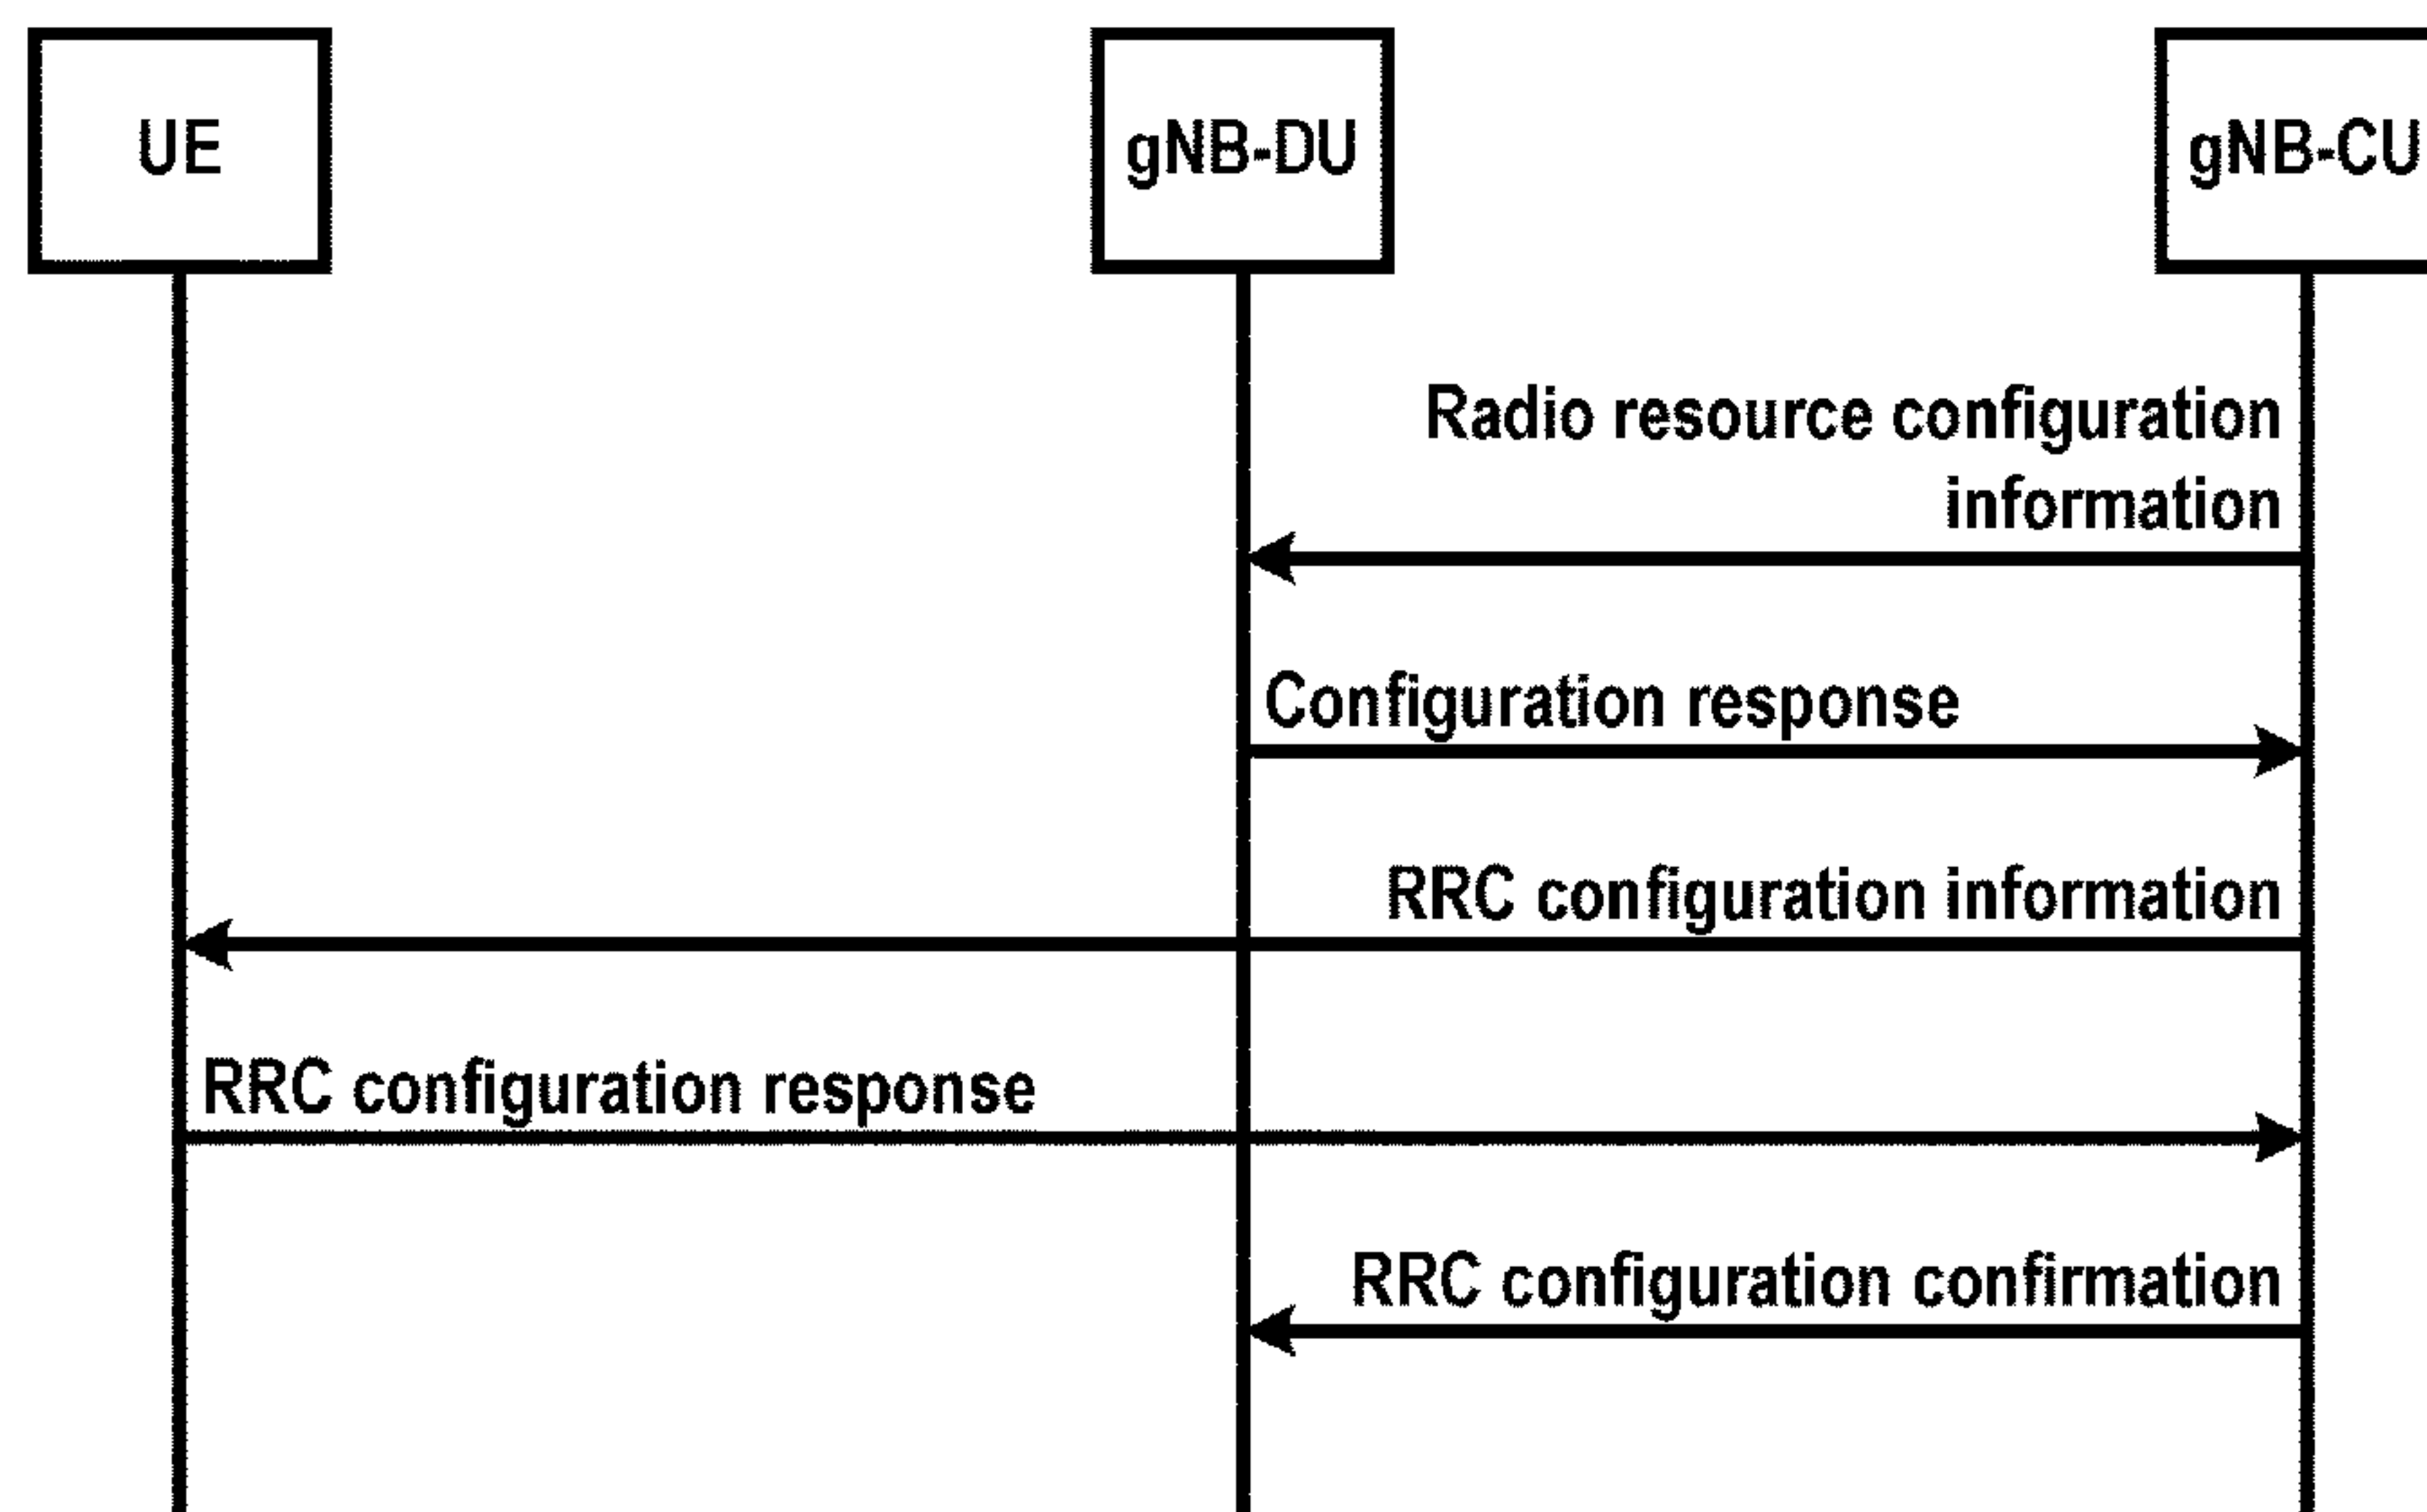 UE
gNB-DU
gNB-CU
Radio resource configuration
information
Configuration response
RRC configuration information
RRC configuration response
RRC configuration confirmation